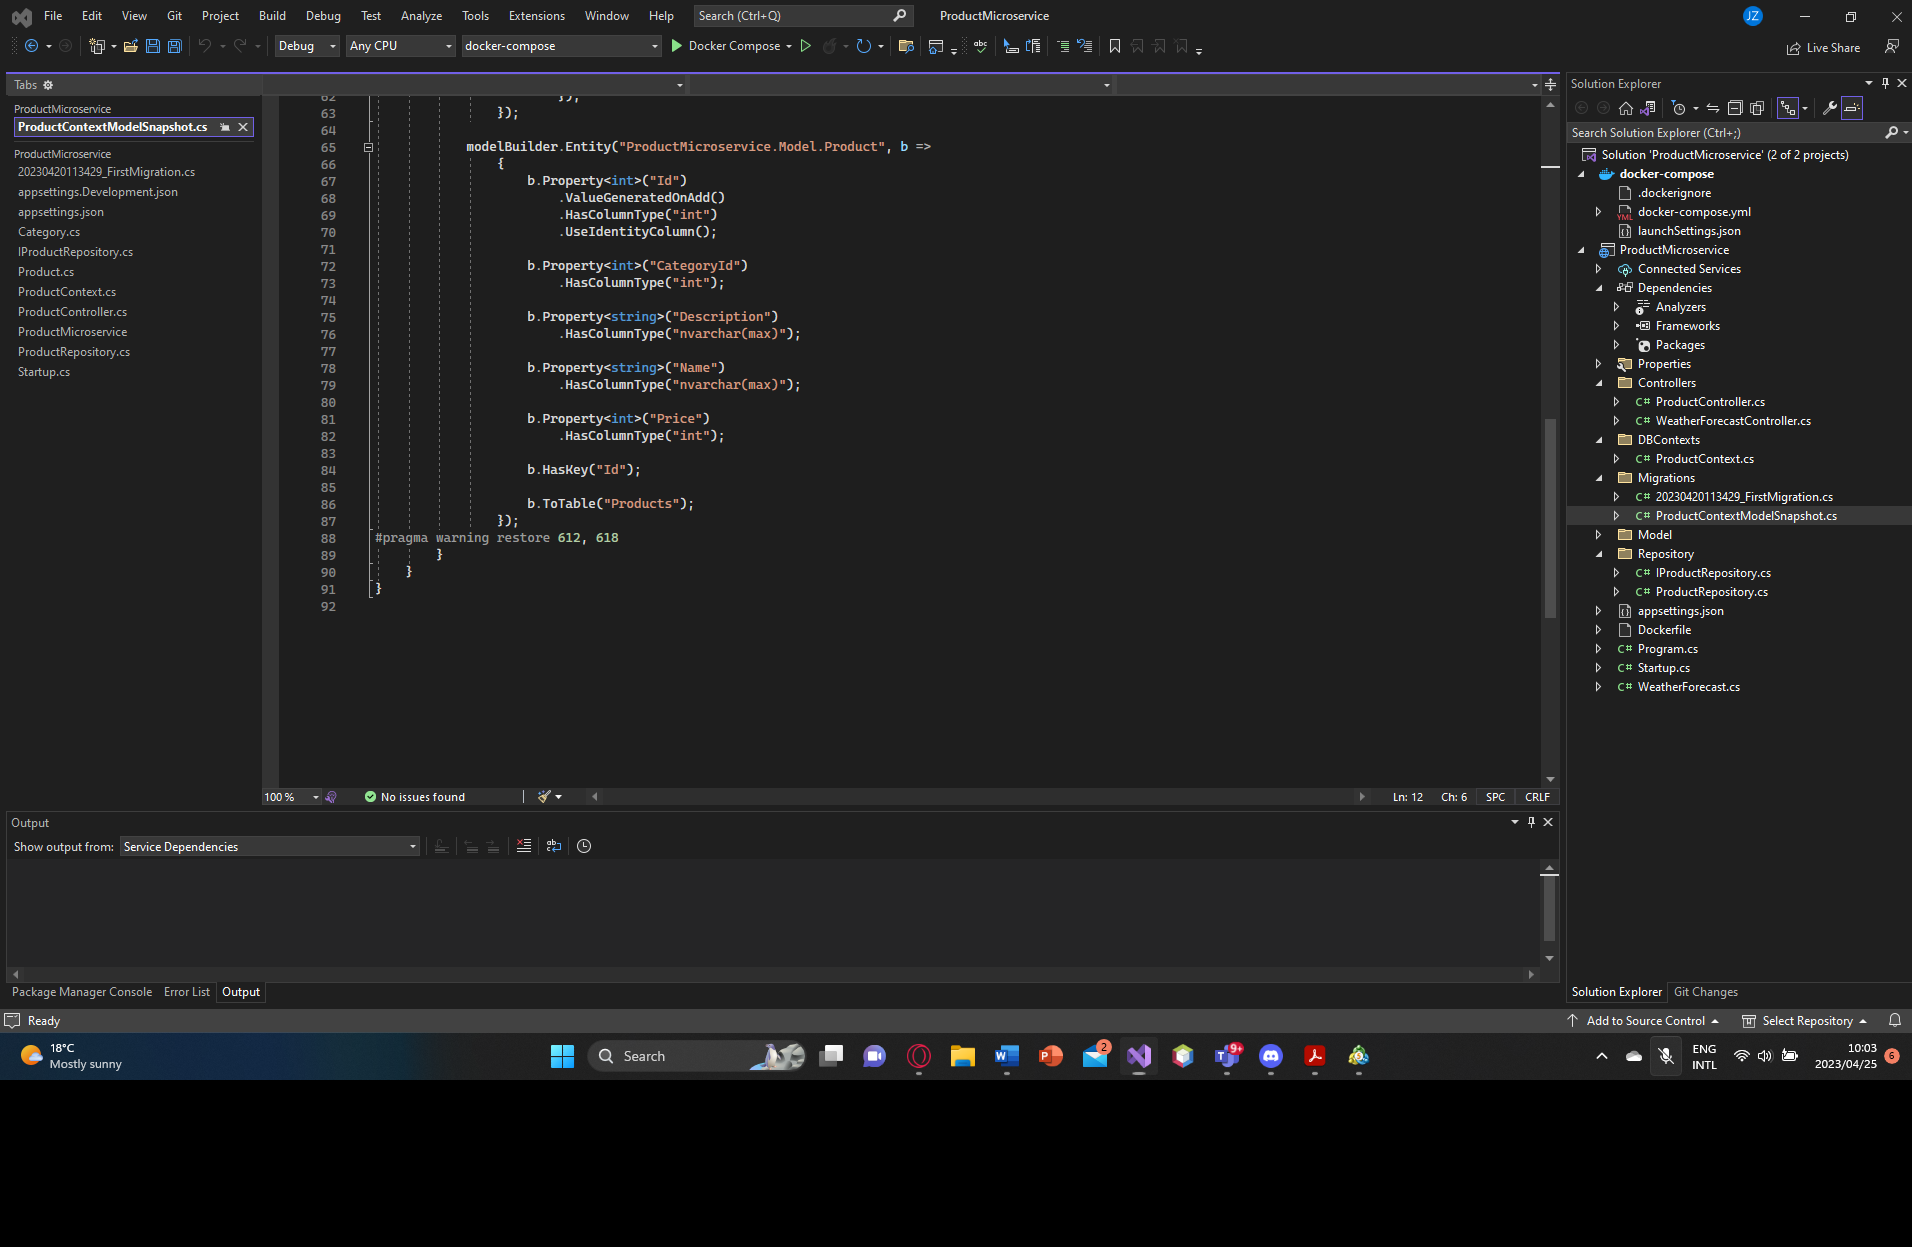 File Edit View Git Project Build Debug Test Analyze Tools Extensions Window Help Search (Ctrl+Q) ProductMicroservice JZ
Debug Any CPU docker-compose Docker Compose Live Share
Tabs
ProductMicroservice
ProductContextModelSnapshot.cs
ProductMicroservice
20230420113429_FirstMigration.cs
appsettings.Development.json
appsettings.json
Category.cs
IProductRepository.cs
Product.cs
ProductContext.cs
ProductController.cs
ProductMicroservice
ProductRepository.cs
Startup.cs
62 });
63 });
64
65 modelBuilder.Entity("ProductMicroservice.Model.Product", b =>
66 {
67 b.Property<int>("Id")
68 .ValueGeneratedOnAdd()
69 .HasColumnType("int")
70 .UseIdentityColumn();
71
72 b.Property<int>("CategoryId")
73 .HasColumnType("int");
74
75 b.Property<string>("Description")
76 .HasColumnType("nvarchar(max)");
77
78 b.Property<string>("Name")
79 .HasColumnType("nvarchar(max)");
80
81 b.Property<int>("Price")
82 .HasColumnType("int");
83
84 b.HasKey("Id");
85
86 b.ToTable("Products");
87 });
88 #pragma warning restore 612, 618
89 }
90 }
91 }
92
100 % No issues found Ln: 12 Ch: 6 SPC CRLF
Output
Show output from: Service Dependencies
Package Manager Console Error List Output
Solution Explorer
Search Solution Explorer (Ctrl+;)
Solution 'ProductMicroservice' (2 of 2 projects)
docker-compose
.dockerignore
docker-compose.yml
launchSettings.json
ProductMicroservice
Connected Services
Dependencies
Analyzers
Frameworks
Packages
Properties
Controllers
C# ProductController.cs
C# WeatherForecastController.cs
DBContexts
C# ProductContext.cs
Migrations
C# 20230420113429_FirstMigration.cs
C# ProductContextModelSnapshot.cs
Model
Repository
C# IProductRepository.cs
C# ProductRepository.cs
appsettings.json
Dockerfile
C# Program.cs
C# Startup.cs
C# WeatherForecast.cs
Solution Explorer Git Changes
Ready Add to Source Control Select Repository
18°C
Mostly sunny
Search
2
9+
ENG
INTL
10:03
2023/04/25
6